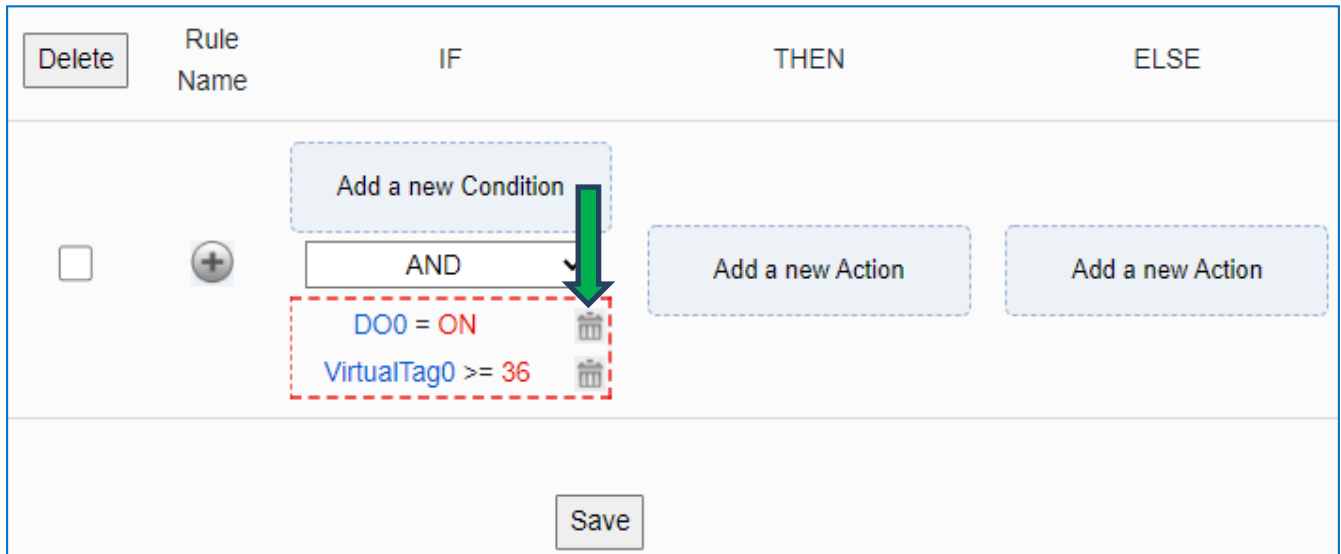 Delete
Rule
Name
IF
THEN
ELSE
Add a new Condition
AND
Add a new Action
Add a new Action
DO0 = ON
VirtualTag0 >= 36
Save